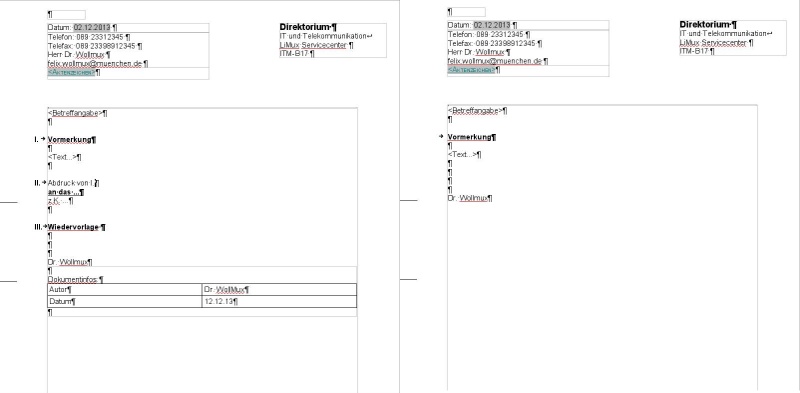 Datum: 02.12.2013
Telefon: 089 23312345
Telefax: 089 23398912345
Herr Dr. Wollmux
felix.wollmux@muenchen.de
<AKTENZEICHEN>
Direktorium
IT und Telekommunikation
LiMux Servicecenter
ITM-B17
<Betreffangabe>
I. Vormerkung
<Text...>
II. Abdruck von I.
an das ...
z.K. ...
III. Wiedervorlage
Dr. Wollmux
Dokumentinfos:
Autor Dr. WollMux
Datum 12.12.13
Datum: 02.12.2013
Telefon: 089 23312345
Telefax: 089 23398912345
Herr Dr. Wollmux
felix.wollmux@muenchen.de
<AKTENZEICHEN>
Direktorium
IT und Telekommunikation
LiMux Servicecenter
ITM-B17
<Betreffangabe>
Vormerkung
<Text...>
Dr. Wollmux